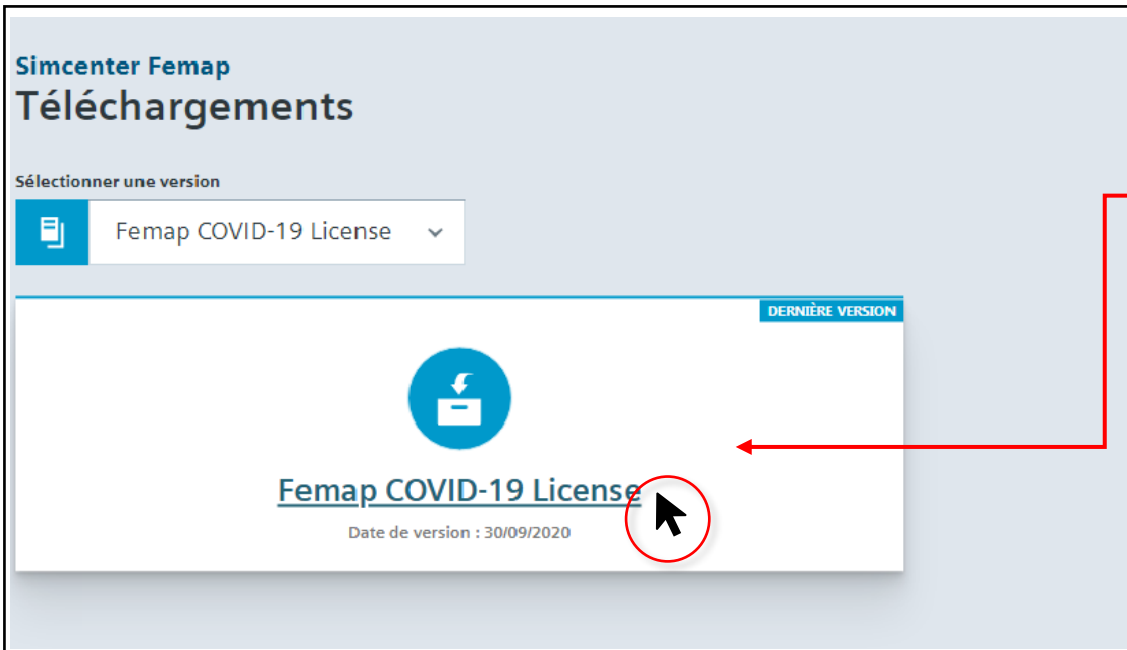 Simcenter Femap
Téléchargements
Sélectionner une version
Femap COVID-19 License
DERNIÈRE VERSION
Femap COVID-19 License
Date de version : 30/09/2020